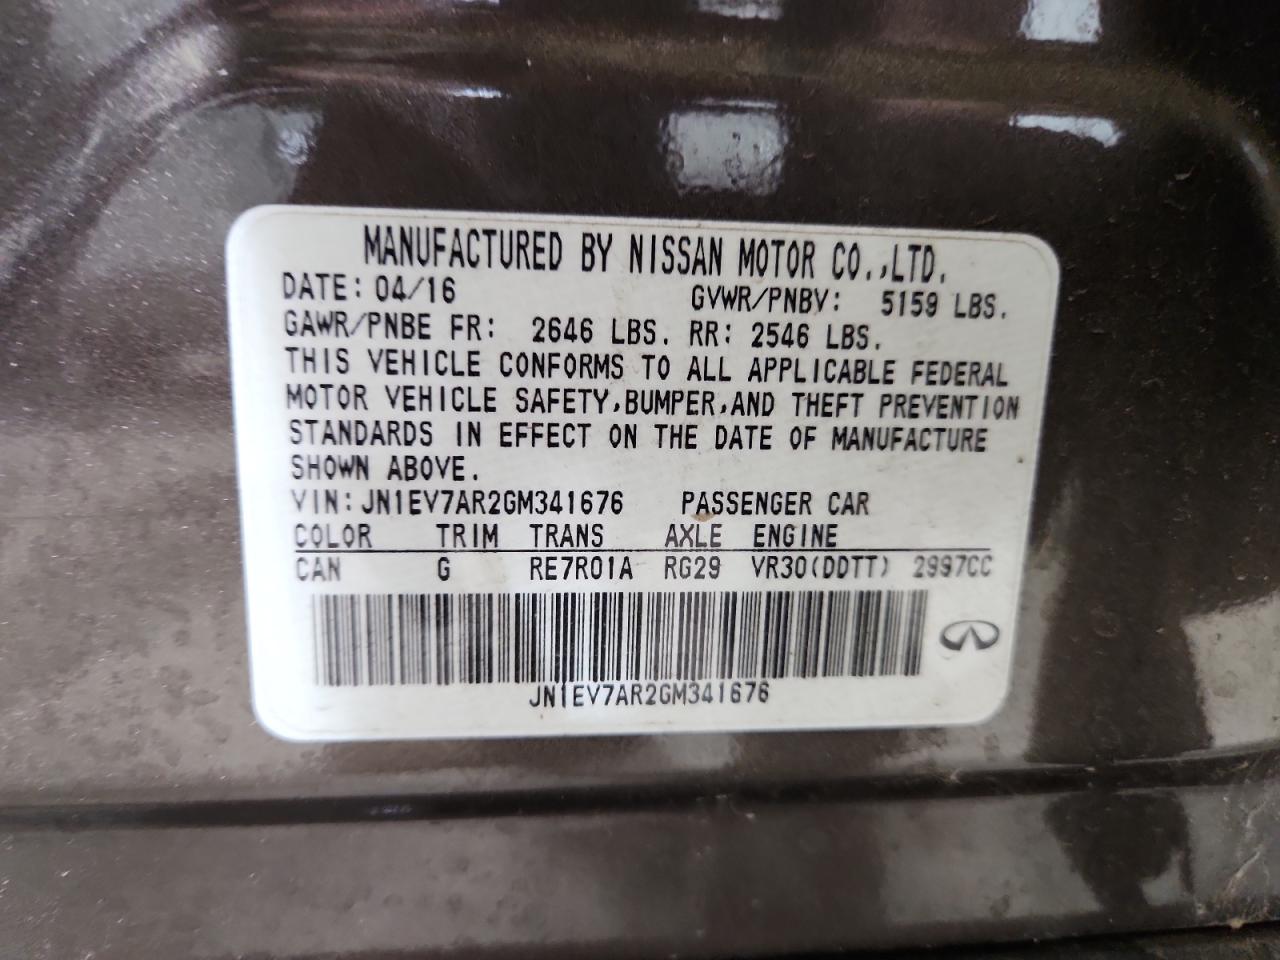 MANUFACTURED BY NISSAN MOTOR CO.,LTD.
DATE: 04/16 GVWR/PNBV: 5159 LBS.
GAWR/PNBE FR: 2646 LBS. RR: 2546 LBS.
THIS VEHICLE CONFORMS TO ALL APPLICABLE FEDERAL
MOTOR VEHICLE SAFETY,BUMPER,AND THEFT PREVENTION
STANDARDS IN EFFECT ON THE DATE OF MANUFACTURE
SHOWN ABOVE.
VIN:JN1EV7AR2GM341676 PASSENGER CAR
COLOR TRIM TRANS AXLE ENGINE
CAN G RE7R01A RG29 VR30(DDTT) 2997CC
JN1EV7AR2GM341676